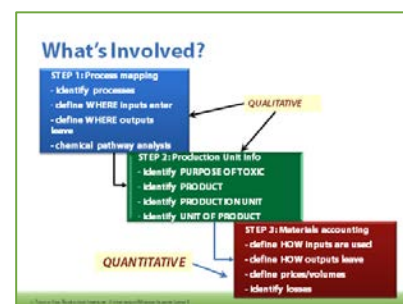 What's Involved?
STEP 1: Process mapping
- identify processes
- define WHERE inputs enter
- define WHERE outputs
leave
- chemical pathway analysis
QUALITATIVE
STEP 2: Production Unit Info
- Identify PURPOSE OF TOXIC
- Identify PRODUCT
- Identify PRODUCTION UNIT
- Identify UNIT OF PRODUCT
STEP 3: Materials accounting
- define HOW inputs are used
- define HOW outputs leave
- define prices/volumes
- identify losses
QUANTITATIVE